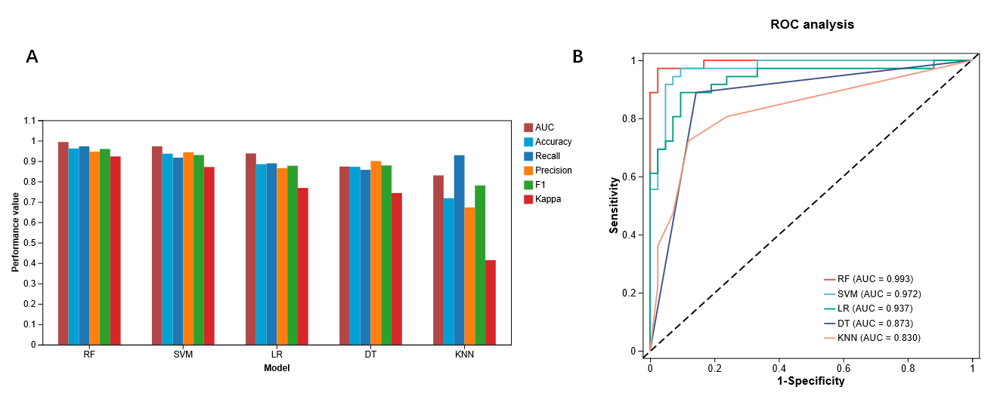 A
1.1
1
0.9
0.8
0.7
0.6
0.5
0.4
0.3
0.2
0.1
0
Performance value
RF
SVM
LR
DT
KNN
Model
AUC
Accuracy
Recall
Precision
F1
Kappa
B
ROC analysis
1
0.8
0.6
0.4
0.2
0
Sensitivity
RF (AUC = 0.993)
SVM (AUC = 0.972)
LR (AUC = 0.937)
DT (AUC = 0.873)
KNN (AUC = 0.830)
0
0.2
0.4
0.6
0.8
1
1-Specificity